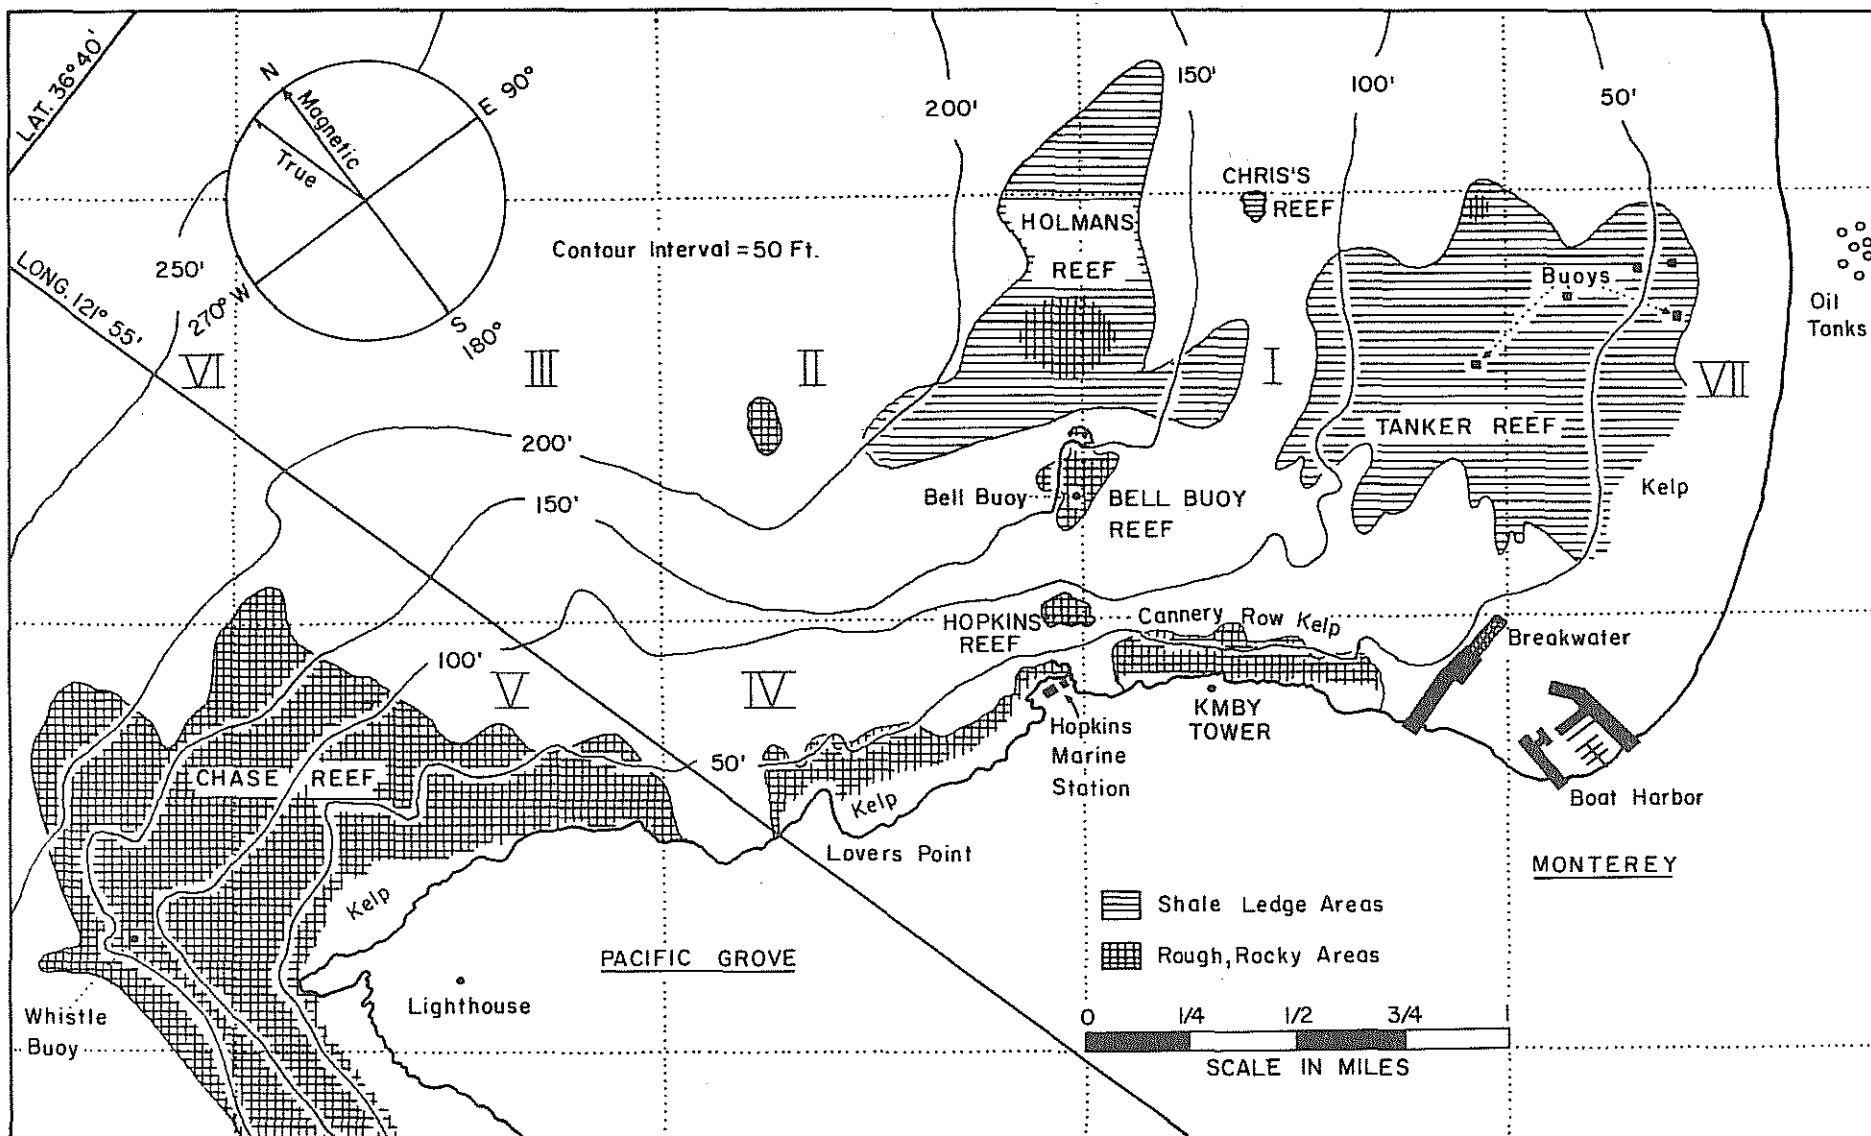 LAT. 36° 40'
N
Magnetic
True
E 90°
S
180°
270° W
LONG. 121° 55'
250'
200'
150'
100'
50'
Contour Interval = 50 Ft.
HOLMANS
REEF
CHRIS'S
REEF
Buoys
Oil
Tanks
VI
III
II
I
VII
TANKER REEF
Kelp
200'
150'
Bell Buoy
BELL BUOY
REEF
HOPKINS
REEF
Cannery Row Kelp
Breakwater
100'
V
IV
KMBY
TOWER
Hopkins
Marine
Station
50'
CHASE REEF
Kelp
Boat Harbor
Lovers Point
MONTEREY
Kelp
Shale Ledge Areas
Rough, Rocky Areas
PACIFIC GROVE
Lighthouse
Whistle
Buoy
0 1/4 1/2 3/4 1
SCALE IN MILES